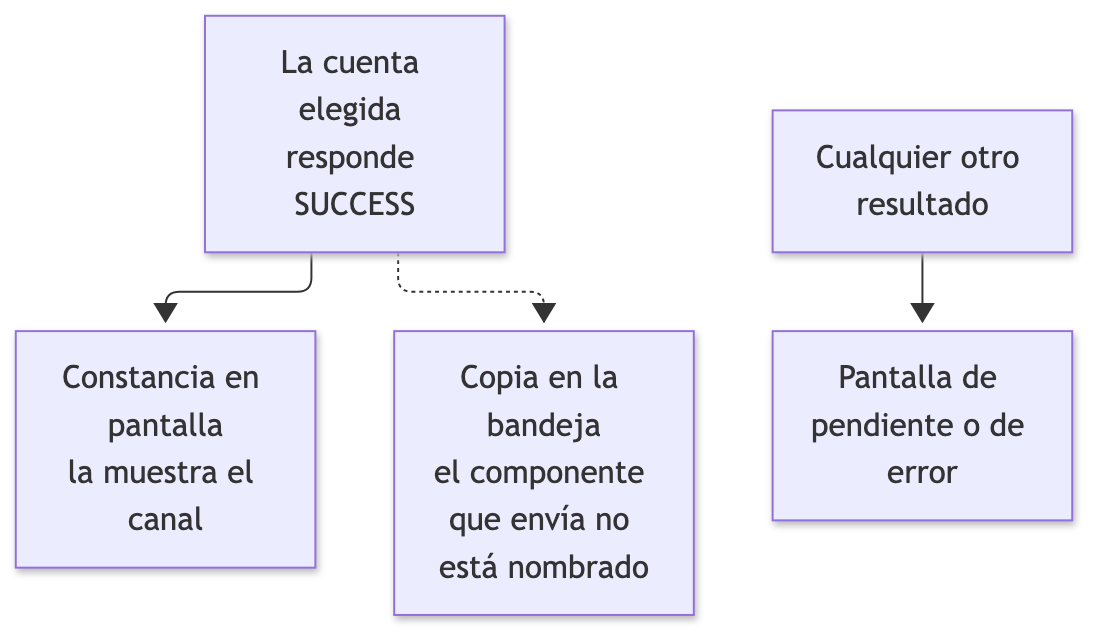 La cuenta
elegida
responde
SUCCESS
Cualquier otro
resultado
Constancia en
pantalla
la muestra el
canal
Copia en la
bandeja
el componente
que envía no
está nombrado
Pantalla de
pendiente o de
error